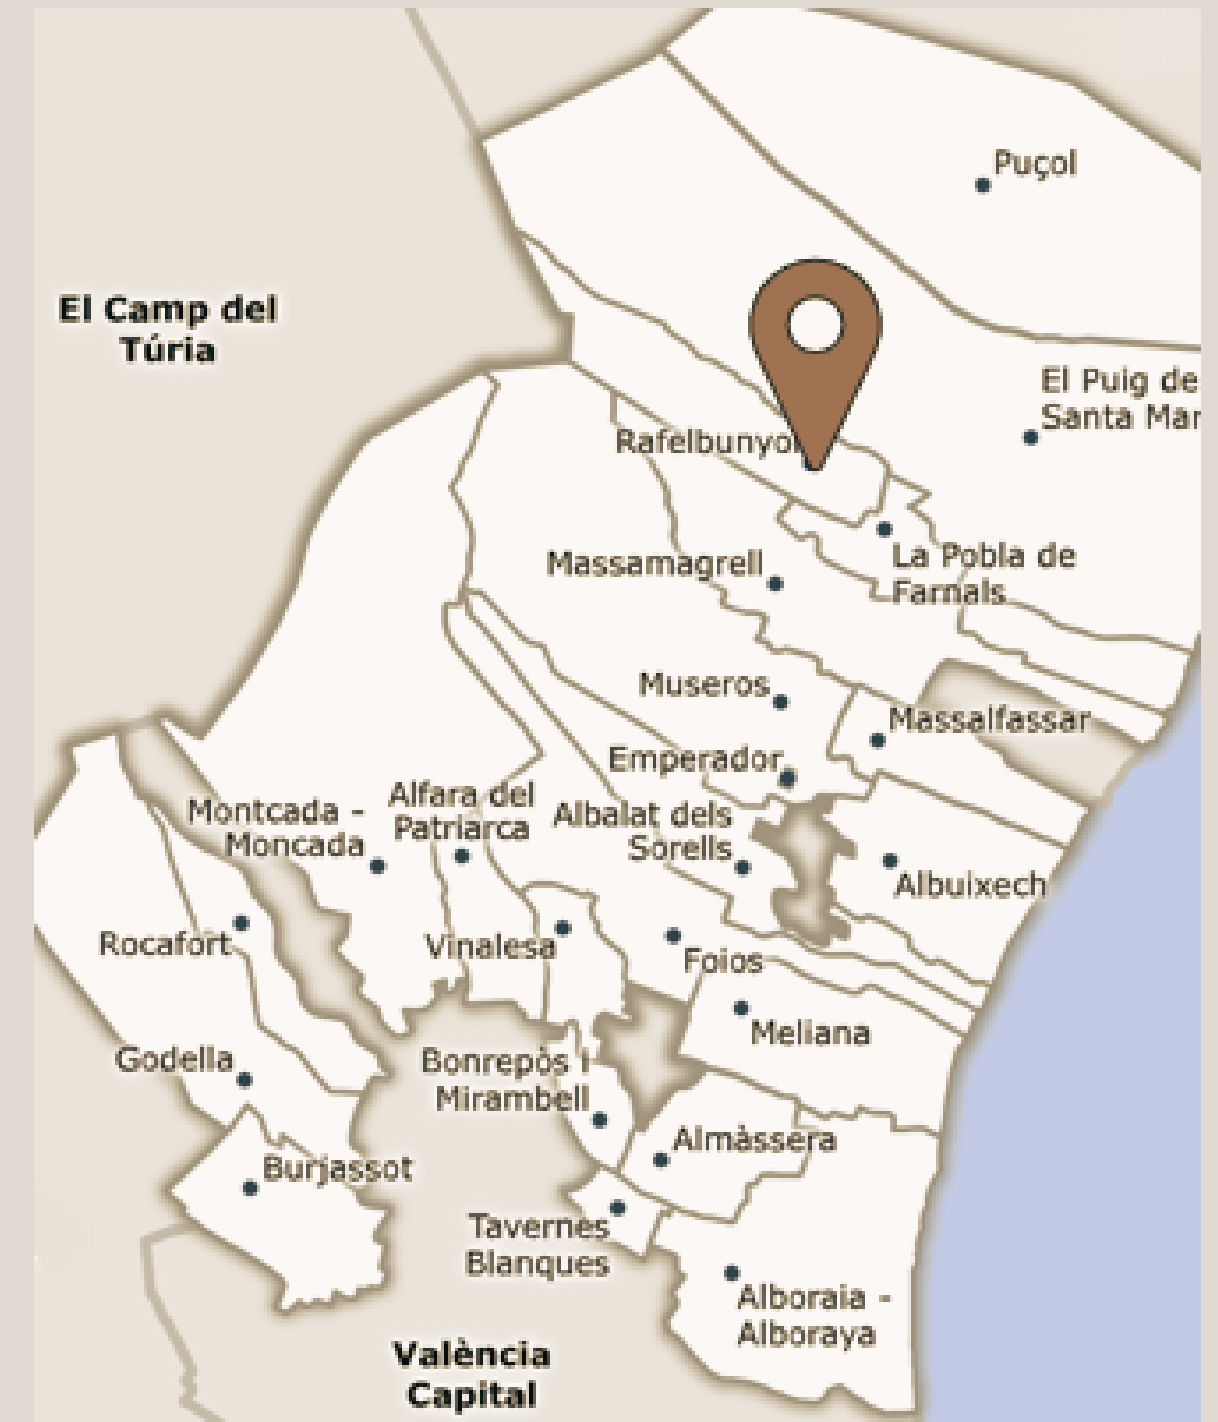 Puçol
El Camp del
Túria
El Puig de
Santa Mar
Rafelbunyol
La Pobla de
Farnals
Massamagrell
Museros
Massalfassar
Emperador
Alfara del
Patriarca
Montcada -
Moncada
Albalat dels
Sorells
Albuixech
Rocafort
Vinalesa
Foios
Meliana
Godella
Bonrepòs i
Mirambell
Almàssera
Burjassot
Tavernes
Blanques
Alboraia -
Alboraya
València
Capital